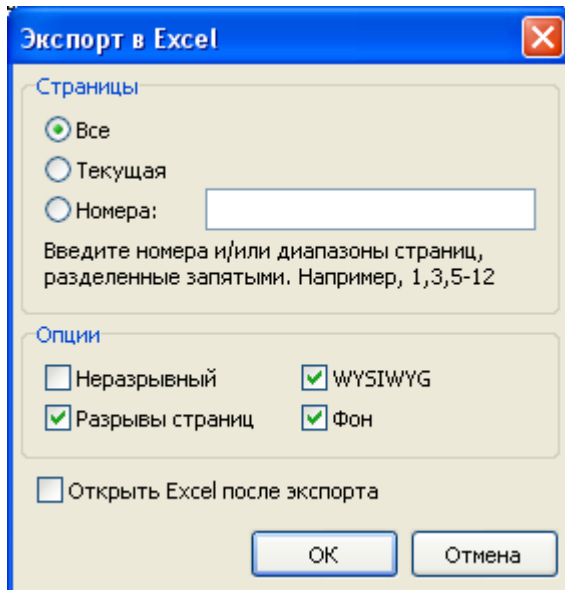 Экспорт в Excel
Страницы
Все
Текущая
Номера:
Введите номера и/или диапазоны страниц,
разделенные запятыми. Например, 1,3,5-12
Опции
Неразрывный
WYSIWYG
Разрывы страниц
Фон
Открыть Excel после экспорта
ОК
Отмена